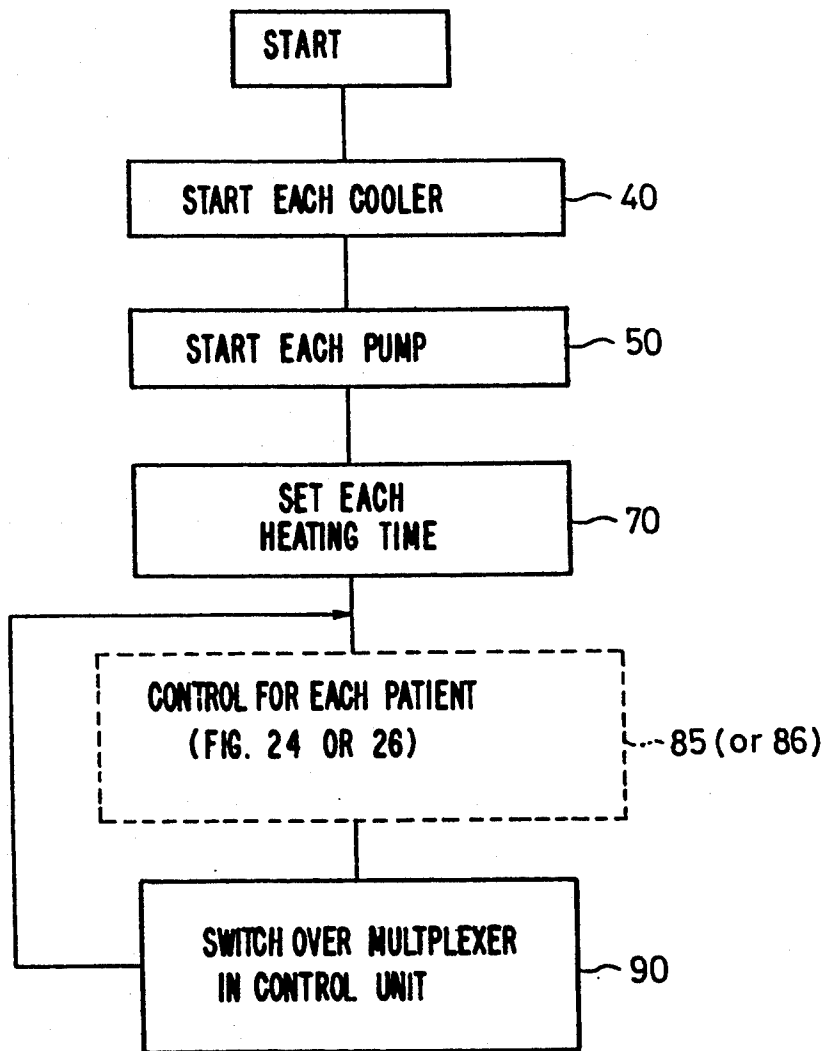 START
START EACH COOLER
40
START EACH PUMP
50
SET EACH
HEATING TIME
70
CONTROL FOR EACH PATIENT
(FIG. 24 OR 26)
85 (or 86)
SWITCH OVER MULTPLEXER
IN CONTROL UNIT
90